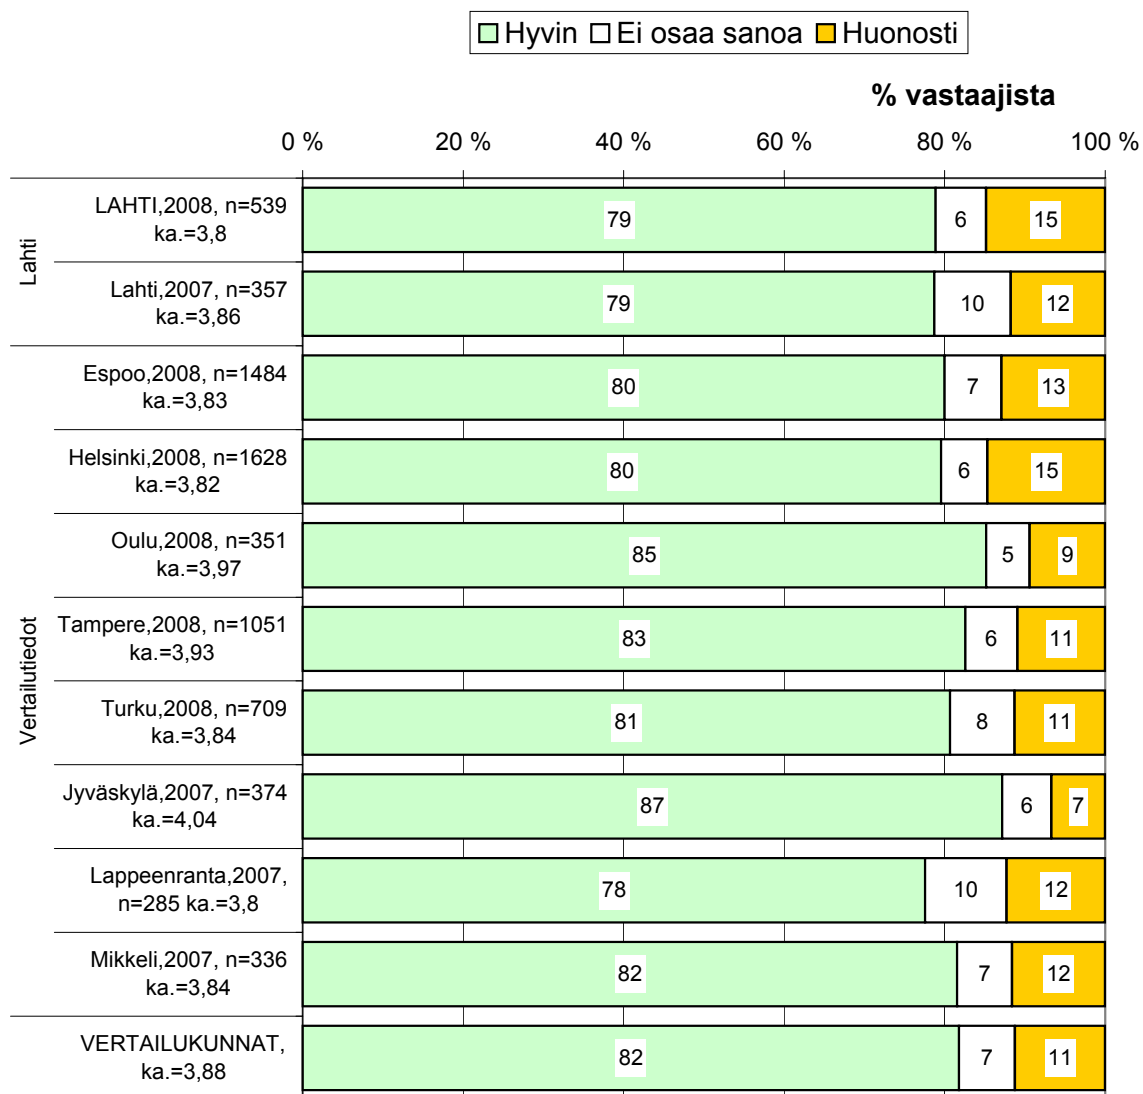 Hyvin Ei osaa sanoa Huonosti
% vastaajista
0 % 20 % 40 % 60 % 80 % 100 %
Lahti
LAHTI,2008, n=539
ka.=3,8
79 6 15
Lahti,2007, n=357
ka.=3,86
79 10 12
Vertailutiedot
Espoo,2008, n=1484
ka.=3,83
80 7 13
Helsinki,2008, n=1628
ka.=3,82
80 6 15
Oulu,2008, n=351
ka.=3,97
85 5 9
Tampere,2008, n=1051
ka.=3,93
83 6 11
Turku,2008, n=709
ka.=3,84
81 8 11
Jyväskylä,2007, n=374
ka.=4,04
87 6 7
Lappeenranta,2007,
n=285 ka.=3,8
78 10 12
Mikkeli,2007, n=336
ka.=3,84
82 7 12
VERTAILUKUNNAT,
ka.=3,88
82 7 11